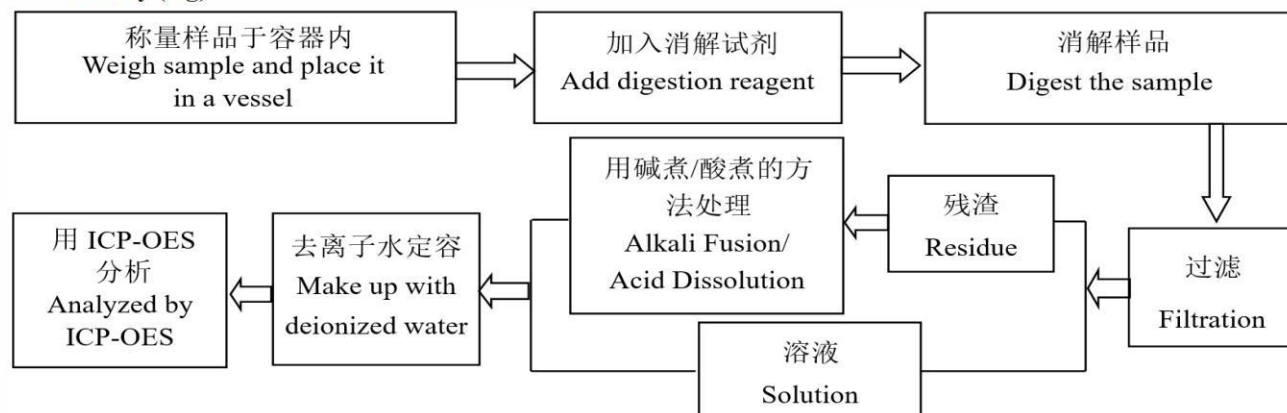 称量样品于容器内
Weigh sample and place it
in a vessel
加入消解试剂
Add digestion reagent
消解样品
Digest the sample
过滤
Filtration
残渣
Residue
用碱煮/酸煮的方
法处理
Alkali Fusion/
Acid Dissolution
溶液
Solution
去离子水定容
Make up with
deionized water
用 ICP-OES
分析
Analyzed by
ICP-OES